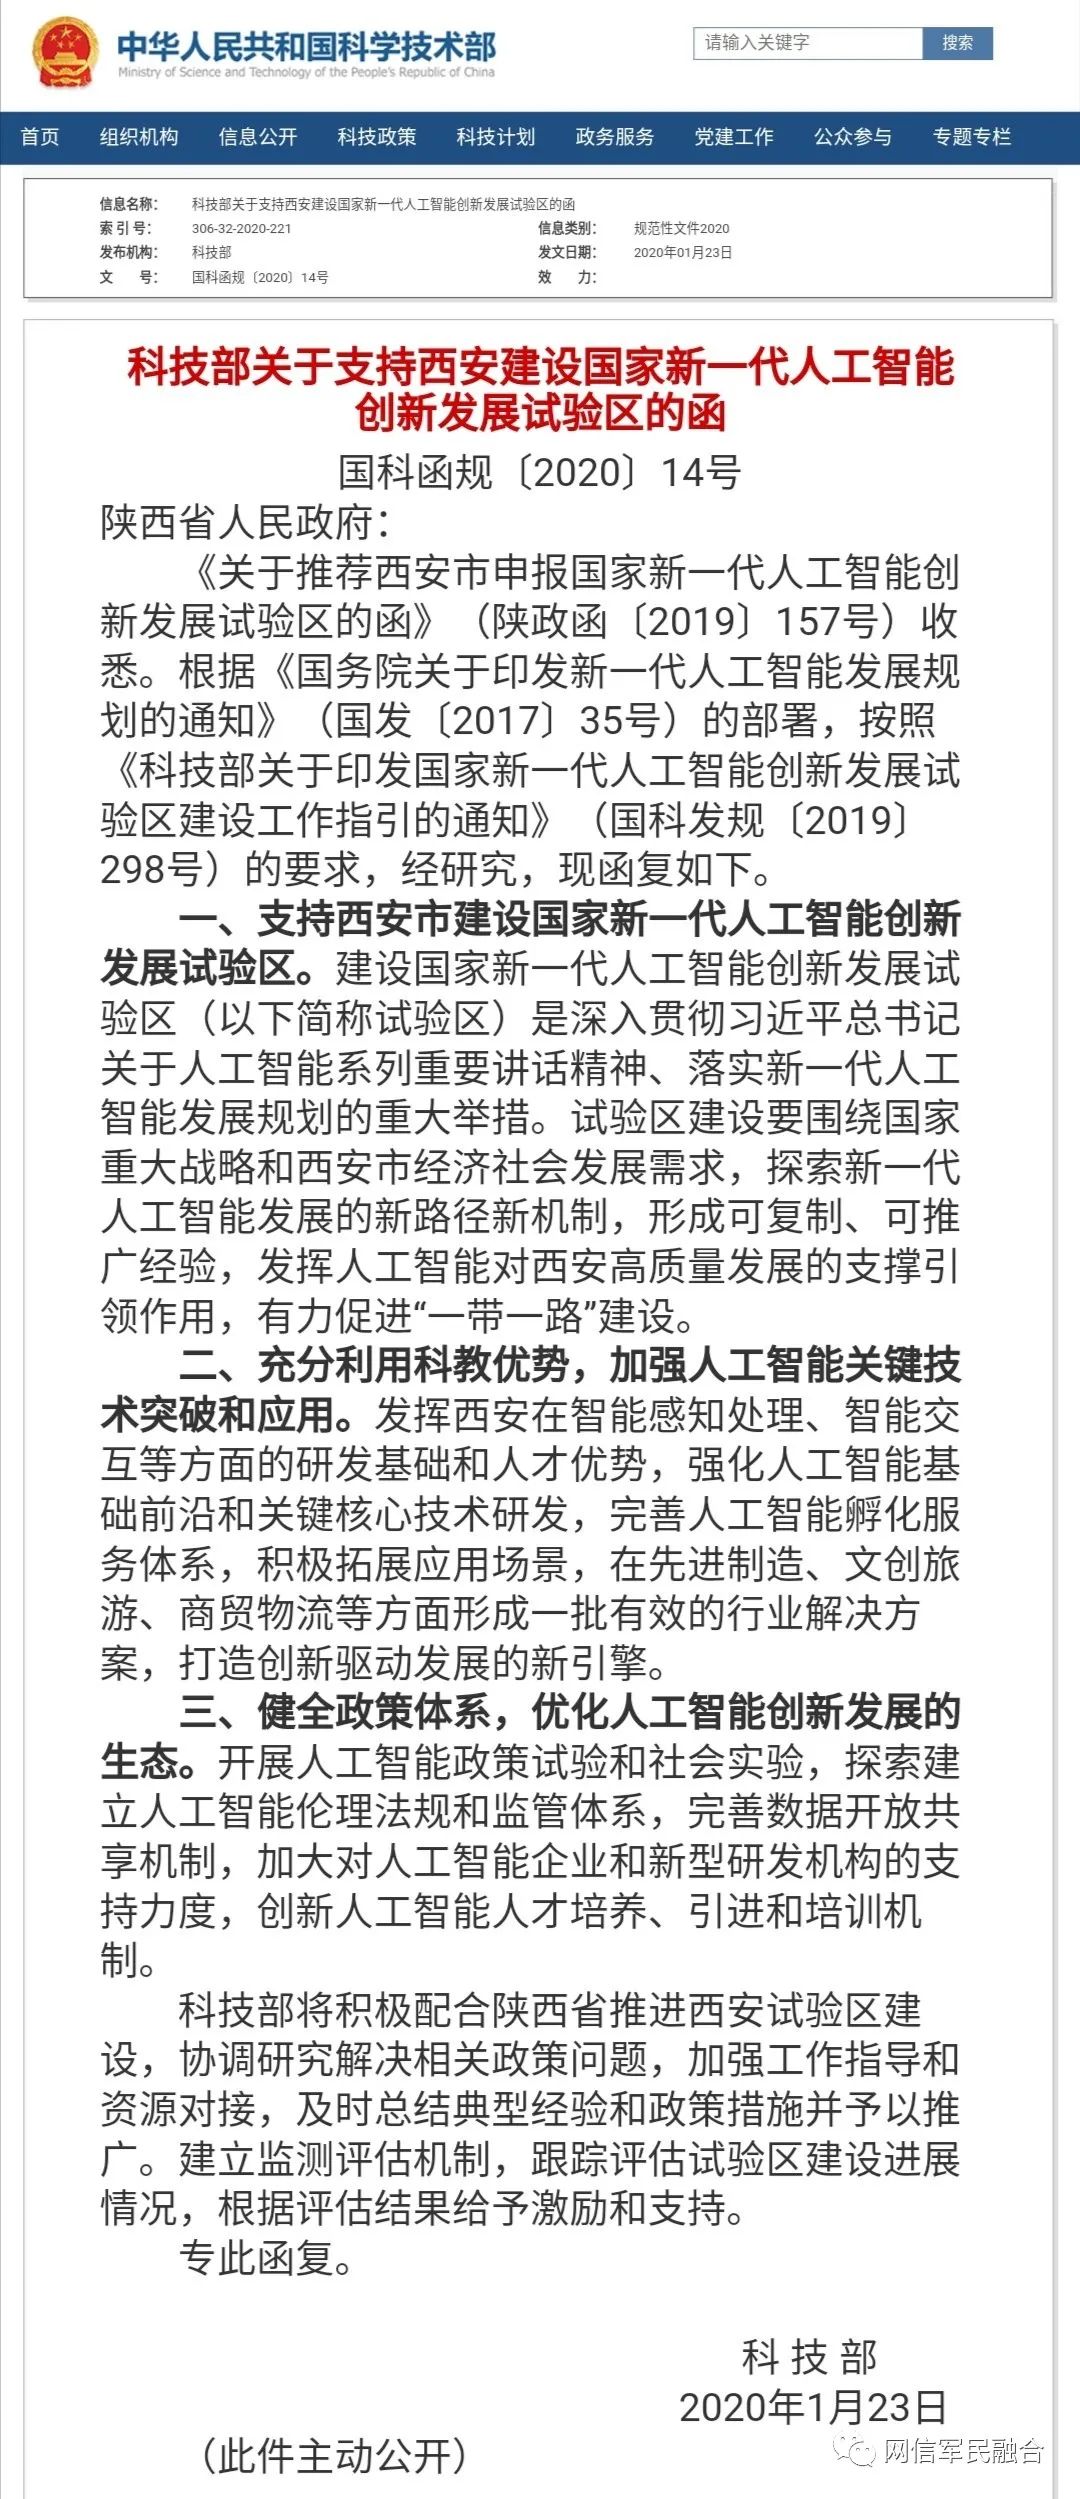 中华人民共和国科学技术部
Ministry of Science and Technology of the People's Republic of China
请输入关键字 搜索
首页 组织机构 信息公开 科技政策 科技计划 政务服务 党建工作 公众参与 专题专栏
信息名称： 科技部关于支持西安建设国家新一代人工智能创新发展试验区的函
索 引 号： 306-32-2020-221 信息类别： 规范性文件2020
发布机构： 科技部 发文日期： 2020年01月23日
文 号： 国科函规〔2020〕14号 效 力：
科技部关于支持西安建设国家新一代人工智能
创新发展试验区的函
国科函规〔2020〕14号
陕西省人民政府：
《关于推荐西安市申报国家新一代人工智能创
新发展试验区的函》（陕政函〔2019〕157号）收
悉。根据《国务院关于印发新一代人工智能发展规
划的通知》（国发〔2017〕35号）的部署，按照
《科技部关于印发国家新一代人工智能创新发展试
验区建设工作指引的通知》（国科发规〔2019〕
298号）的要求，经研究，现函复如下。
一、支持西安市建设国家新一代人工智能创新
发展试验区。建设国家新一代人工智能创新发展试
验区（以下简称试验区）是深入贯彻习近平总书记
关于人工智能系列重要讲话精神、落实新一代人工
智能发展规划的重大举措。试验区建设要围绕国家
重大战略和西安市经济社会发展需求，探索新一代
人工智能发展的新路径新机制，形成可复制、可推
广经验，发挥人工智能对西安高质量发展的支撑引
领作用，有力促进“一带一路”建设。
二、充分利用科教优势，加强人工智能关键技
术突破和应用。发挥西安在智能感知处理、智能交
互等方面的研发基础和人才优势，强化人工智能基
础前沿和关键核心技术研发，完善人工智能孵化服
务体系，积极拓展应用场景，在先进制造、文创旅
游、商贸物流等方面形成一批有效的行业解决方
案，打造创新驱动发展的新引擎。
三、健全政策体系，优化人工智能创新发展的
生态。开展人工智能政策试验和社会实验，探索建
立人工智能伦理法规和监管体系，完善数据开放共
享机制，加大对人工智能企业和新型研发机构的支
持力度，创新人工智能人才培养、引进和培训机
制。
科技部将积极配合陕西省推进西安试验区建
设，协调研究解决相关政策问题，加强工作指导和
资源对接，及时总结典型经验和政策措施并予以推
广。建立监测评估机制，跟踪评估试验区建设进展
情况，根据评估结果给予激励和支持。
专此函复。
科 技 部
2020年1月23日
（此件主动公开）
网信军民融合